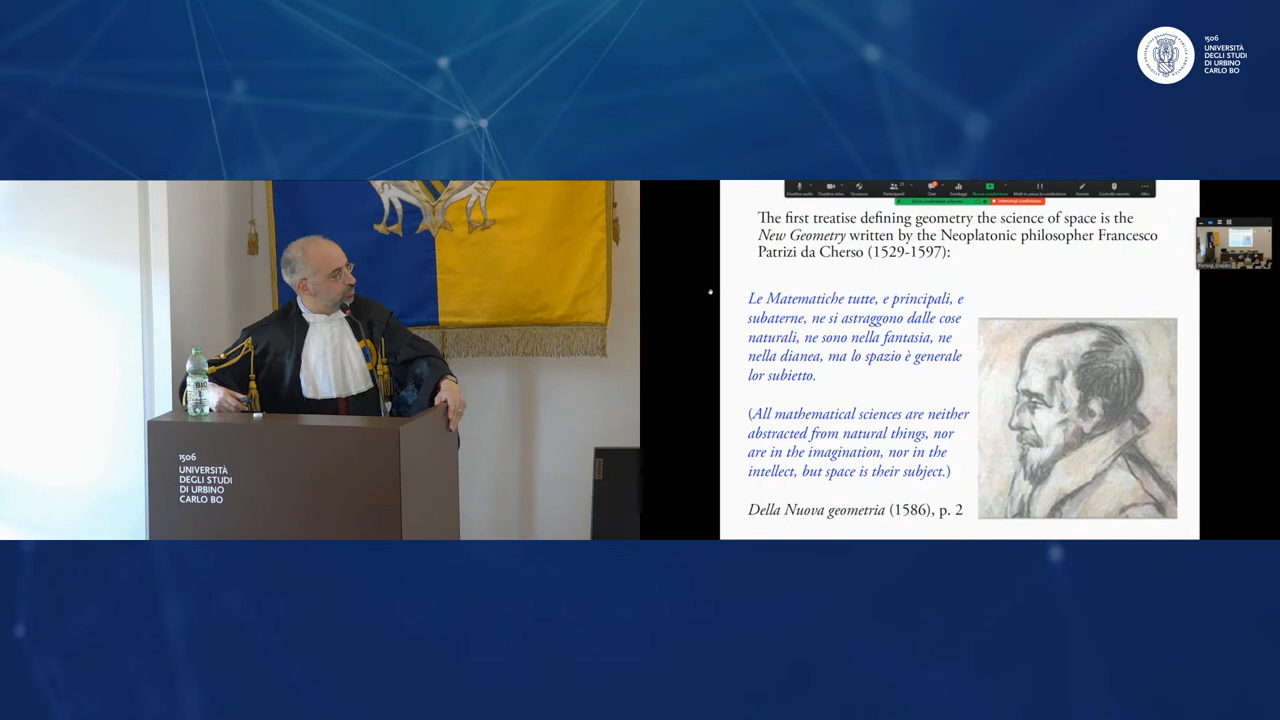 1506
UNIVERSITÀ
DEGLI STUDI
DI URBINO
CARLO BO
BIO
1506
UNIVERSITÀ
DEGLI STUDI
DI URBINO
CARLO BO
The first treatise defining geometry the science of space is the
New Geometry written by the Neoplatonic philosopher Francesco
Patrizi da Cherso (1529-1597):
Le Matematiche tutte, e principali, e
subaterne, ne si astraggono dalle cose
naturali, ne sono nella fantasia, ne
nella dianea, ma lo spazio è generale
lor subietto.
(All mathematical sciences are neither
abstracted from natural things, nor
are in the imagination, nor in the
intellect, but space is their subject.)
Della Nuova geometria (1586), p. 2